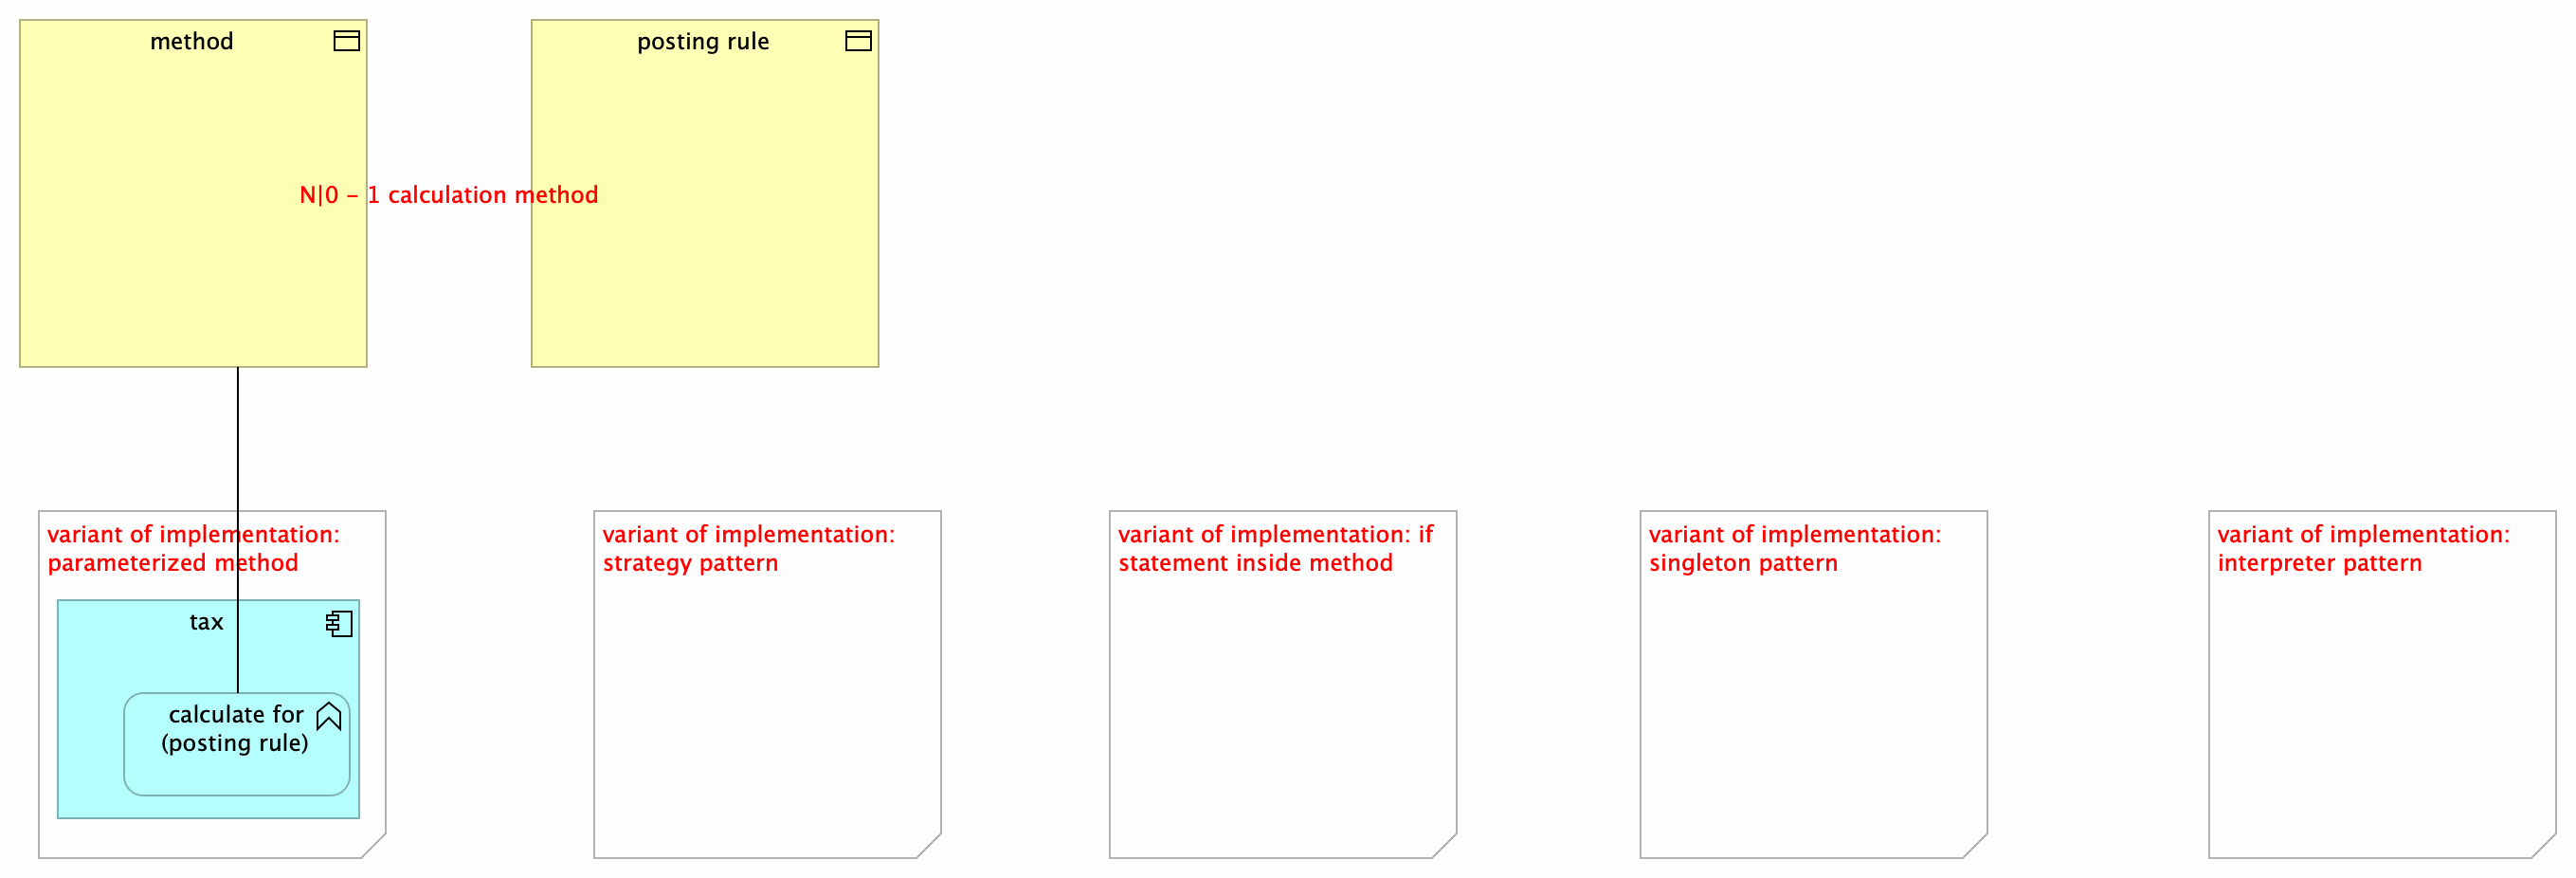 method
posting rule
N|0 – 1 calculation method
variant of implementation:
parameterized method
tax
calculate for
(posting rule)
variant of implementation:
strategy pattern
variant of implementation: if
statement inside method
variant of implementation:
singleton pattern
variant of implementation:
interpreter pattern